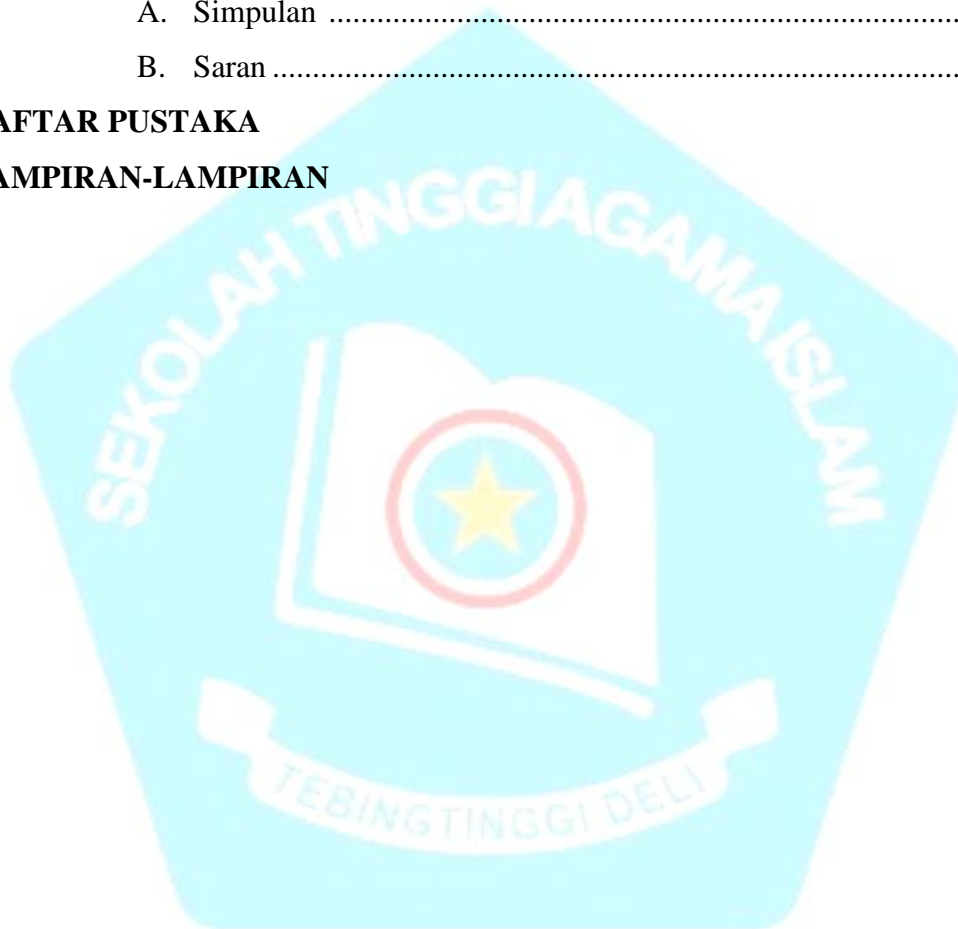 A. Simpulan ................................................................................
B. Saran .......................................................................................
AFTAR PUSTAKA
AMPIRAN-LAMPIRAN
SEKOLAH TINGGI AGAMA ISLAM
TEBINGTINGGI DELI